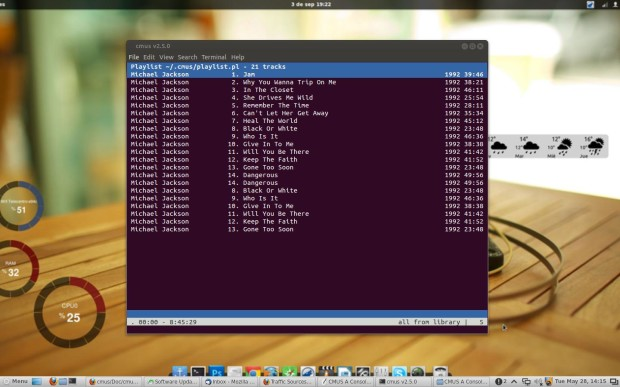 3 de sep 19:22
cmus v2.5.0
File Edit View Search Terminal Help
Playlist ~/.cmus/playlist.pl - 21 tracks
Michael Jackson 1. Jam 1992 39:46
Michael Jackson 2. Why You Wanna Trip On Me 1992 38:21
Michael Jackson 3. In The Closet 1992 46:11
Michael Jackson 4. She Drives Me Wild 1992 25:54
Michael Jackson 5. Remember The Time 1992 28:11
Michael Jackson 6. Can't Let Her Get Away 1992 35:34
Michael Jackson 7. Heal The World 1992 45:12
Michael Jackson 8. Black Or White 1992 23:48
Michael Jackson 9. Who Is It 1992 46:36
Michael Jackson 10. Give In To Me 1992 38:38
Michael Jackson 11. Will You Be There 1992 41:42
Michael Jackson 12. Keep The Faith 1992 41:52
Michael Jackson 13. Gone Too Soon 1992 23:48
Michael Jackson 14. Dangerous 1992 49:56
Michael Jackson 14. Dangerous 1992 49:56
Michael Jackson 8. Black Or White 1992 23:48
Michael Jackson 9. Who Is It 1992 46:36
Michael Jackson 10. Give In To Me 1992 38:38
Michael Jackson 11. Will You Be There 1992 41:42
Michael Jackson 12. Keep The Faith 1992 41:52
Michael Jackson 13. Gone Too Soon 1992 23:48
. 00:00 - 8:45:29 all from library | S
14° 12° 16°
12° 10° 10°
Mar Mié Jue
% 51
RAM
% 32
CPU0
% 25
Menu cmus/Doc/cmu... Software Upda... Inbox - Mozilla ... Traffic Sources... CMUS A Consol... cmus v2.5.0 CMUS A Consol... 2 Tue May 28, 14:15